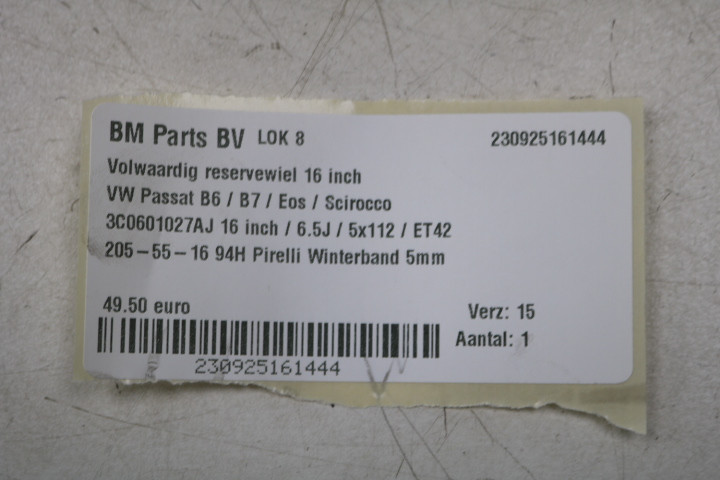 BM Parts BV LOK 8 230925161444
Volwaardig reservewiel 16 inch
VW Passat B6 / B7 / Eos / Scirocco
3C0601027AJ 16 inch / 6.5J / 5x112 / ET42
205-55-16 94H Pirelli Winterband 5mm
49.50 euro Verz: 15
Aantal: 1
230925161444